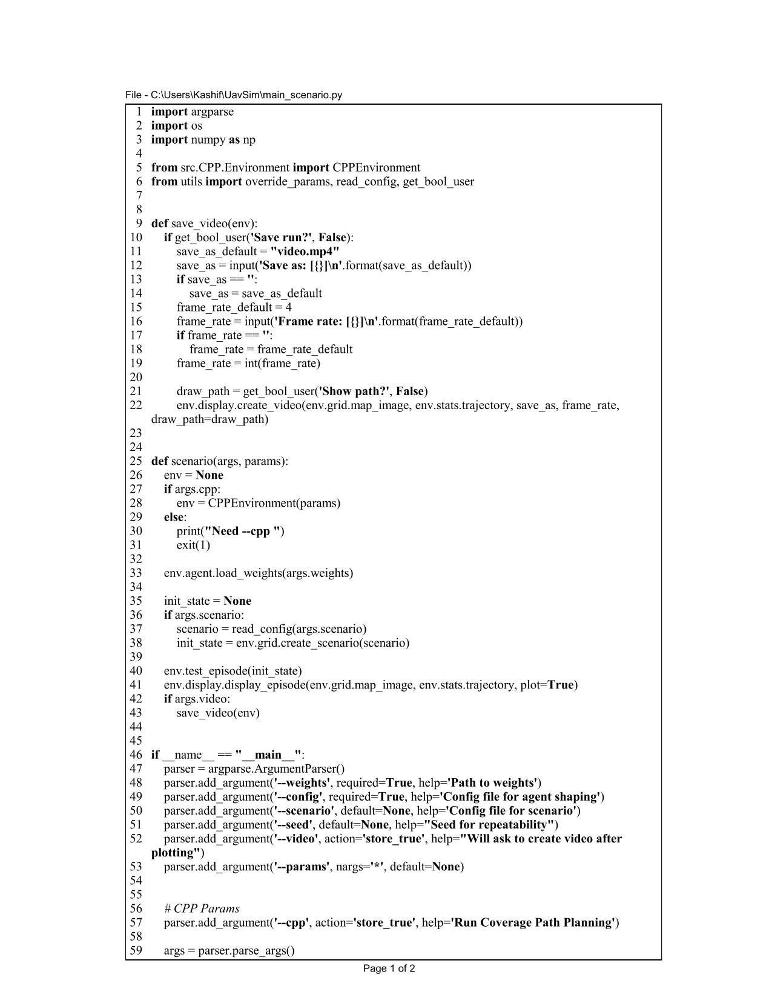 File - C:\Users\Kashif\UavSim\main_scenario.py
1 import argparse
2 import os
3 import numpy as np
4
5 from src.CPP.Environment import CPPEnvironment
6 from utils import override_params, read_config, get_bool_user
7
8
9 def save_video(env):
10     if get_bool_user('Save run?', False):
11         save_as_default = "video.mp4"
12         save_as = input('Save as: [{}]\n'.format(save_as_default))
13         if save_as == '':
14             save_as = save_as_default
15         frame_rate_default = 4
16         frame_rate = input('Frame rate: [{}]\n'.format(frame_rate_default))
17         if frame_rate == '':
18             frame_rate = frame_rate_default
19         frame_rate = int(frame_rate)
20
21         draw_path = get_bool_user('Show path?', False)
22         env.display.create_video(env.grid.map_image, env.stats.trajectory, save_as, frame_rate,
draw_path=draw_path)
23
24
25 def scenario(args, params):
26     env = None
27     if args.cpp:
28         env = CPPEnvironment(params)
29     else:
30         print("Need --cpp ")
31         exit(1)
32
33     env.agent.load_weights(args.weights)
34
35     init_state = None
36     if args.scenario:
37         scenario = read_config(args.scenario)
38         init_state = env.grid.create_scenario(scenario)
39
40     env.test_episode(init_state)
41     env.display.display_episode(env.grid.map_image, env.stats.trajectory, plot=True)
42     if args.video:
43         save_video(env)
44
45
46 if __name__ == "__main__":
47     parser = argparse.ArgumentParser()
48     parser.add_argument('--weights', required=True, help='Path to weights')
49     parser.add_argument('--config', required=True, help='Config file for agent shaping')
50     parser.add_argument('--scenario', default=None, help='Config file for scenario')
51     parser.add_argument('--seed', default=None, help="Seed for repeatability")
52     parser.add_argument('--video', action='store_true', help="Will ask to create video after
plotting")
53     parser.add_argument('--params', nargs='*', default=None)
54
55
56     # CPP Params
57     parser.add_argument('--cpp', action='store_true', help='Run Coverage Path Planning')
58
59     args = parser.parse_args()
Page 1 of 2